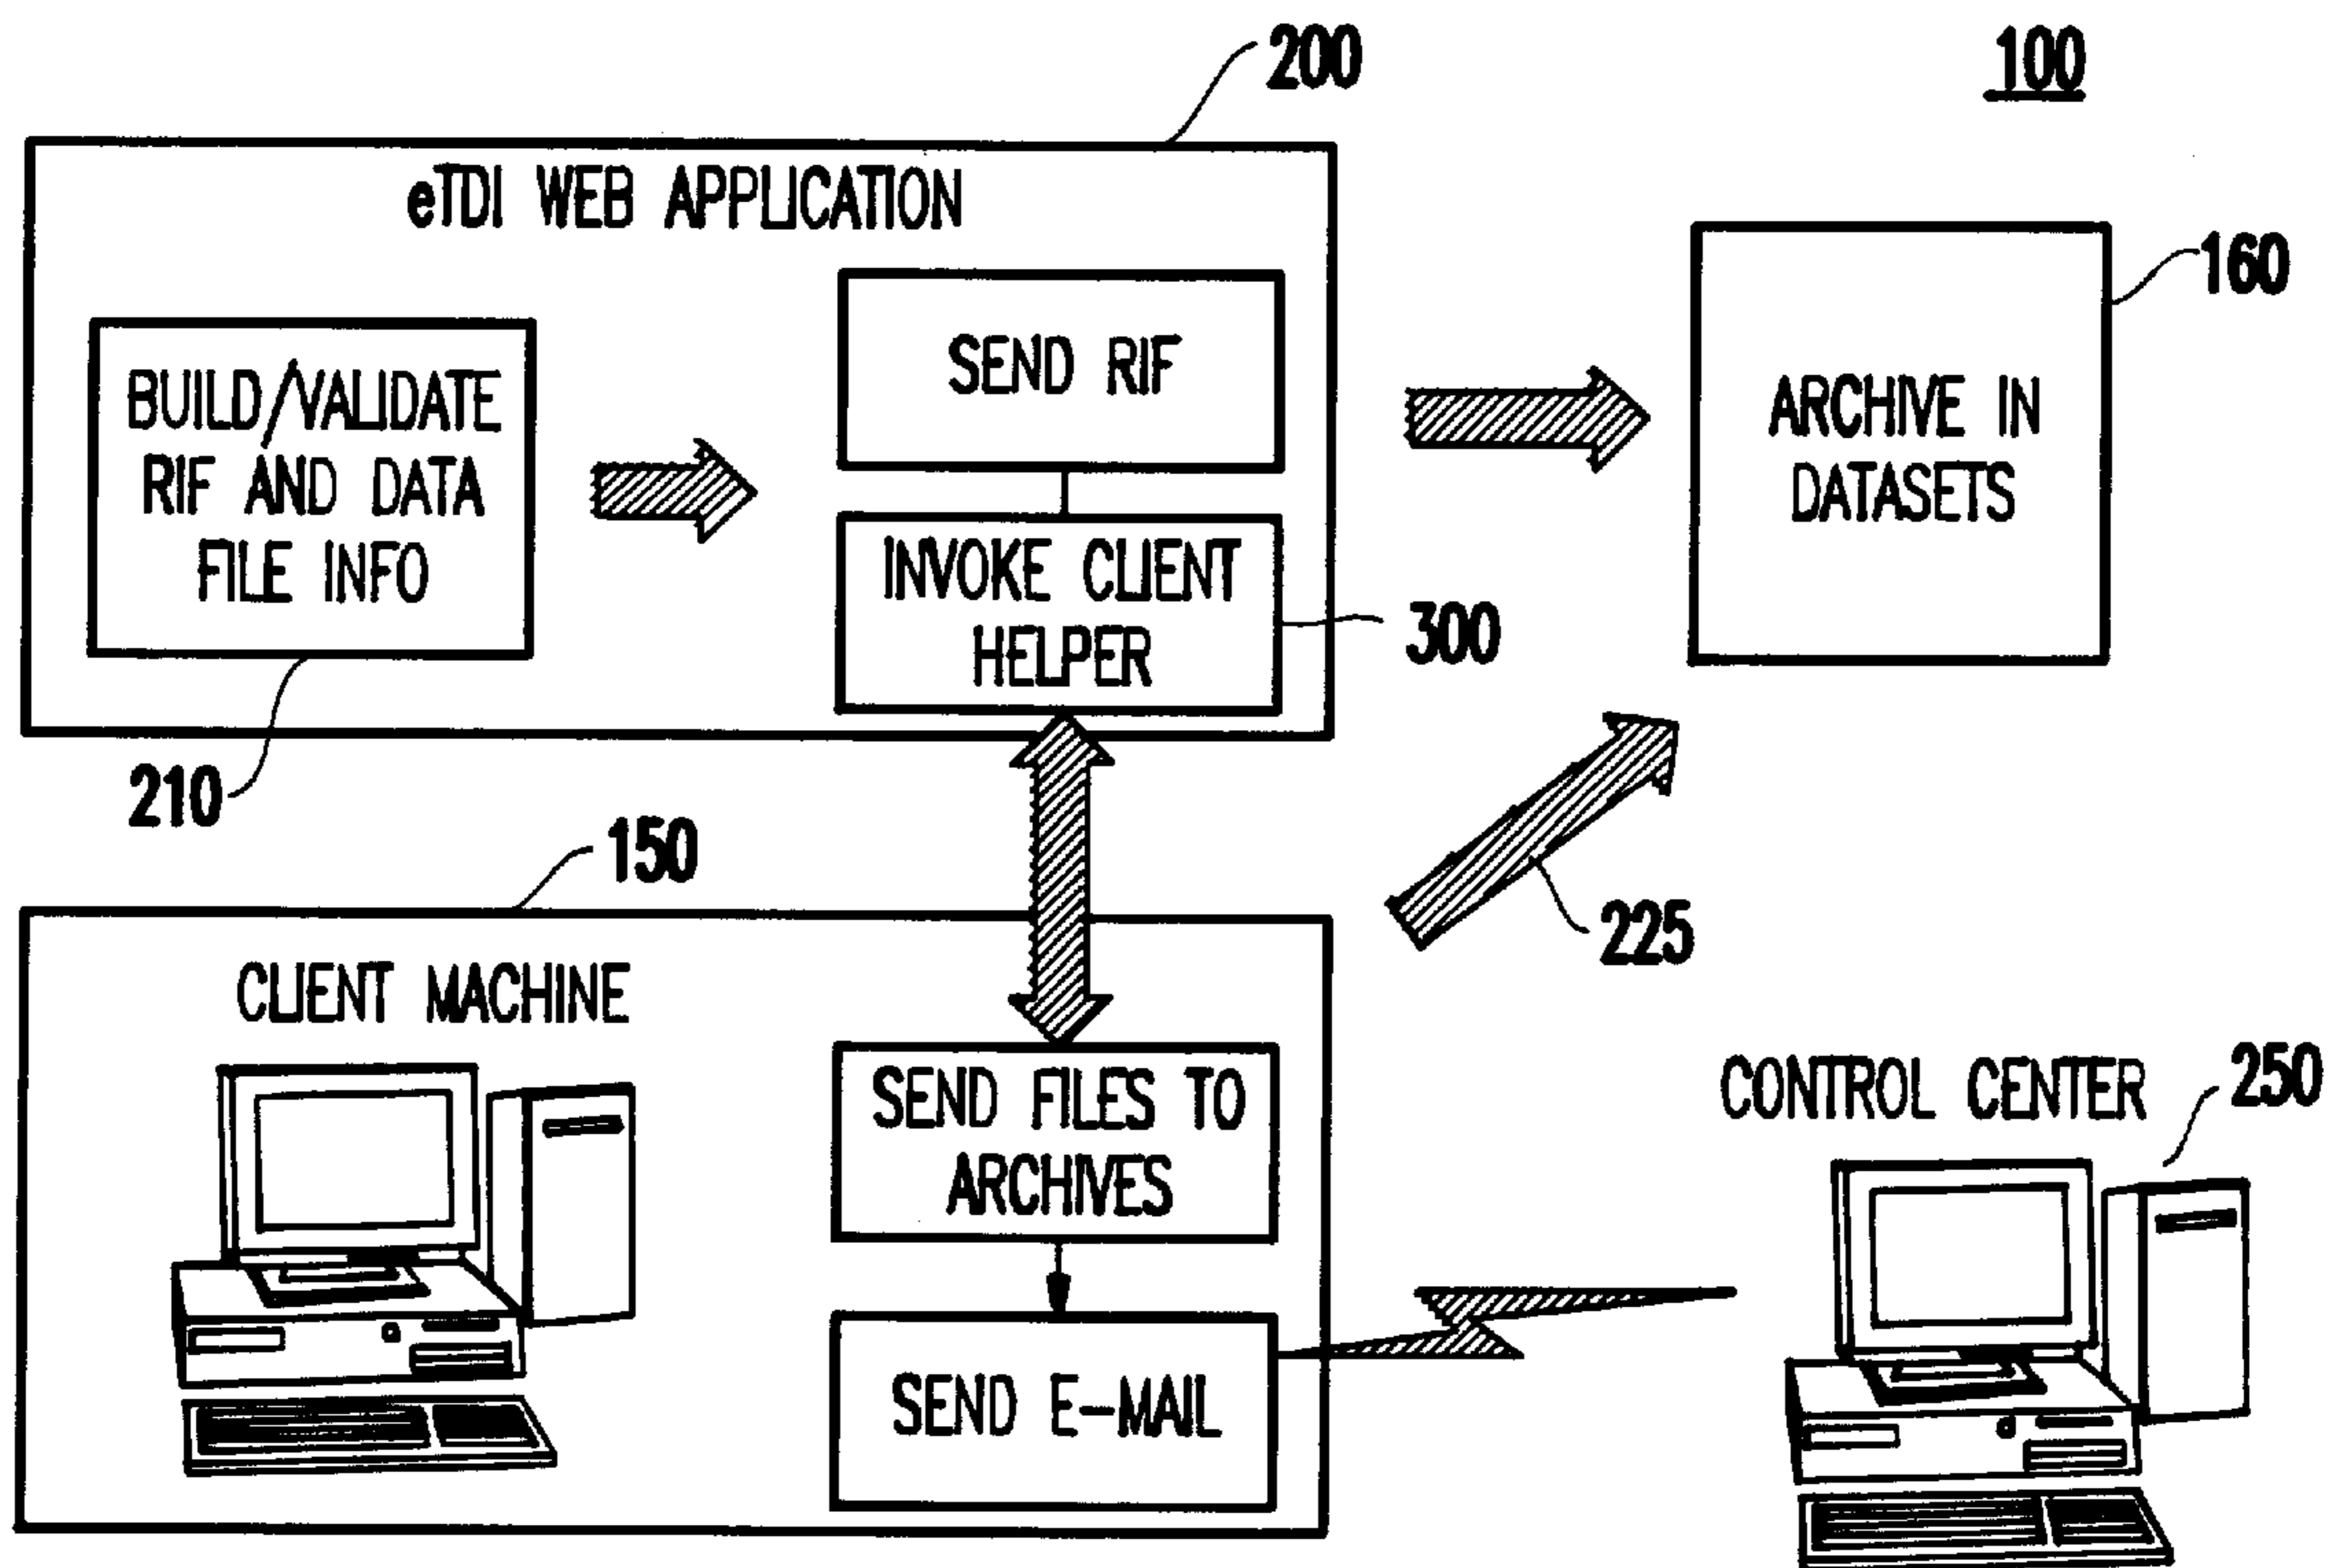 200
100
eTDI WEB APPLICATION
160
SEND RIF
BUILD/VALIDATE
RIF AND DATA
FILE INFO
ARCHIVE IN
DATASETS
INVOKE CLIENT
HELPER
300
210
150
225
CLIENT MACHINE
SEND FILES TO
ARCHIVES
CONTROL CENTER
250
SEND E-MAIL